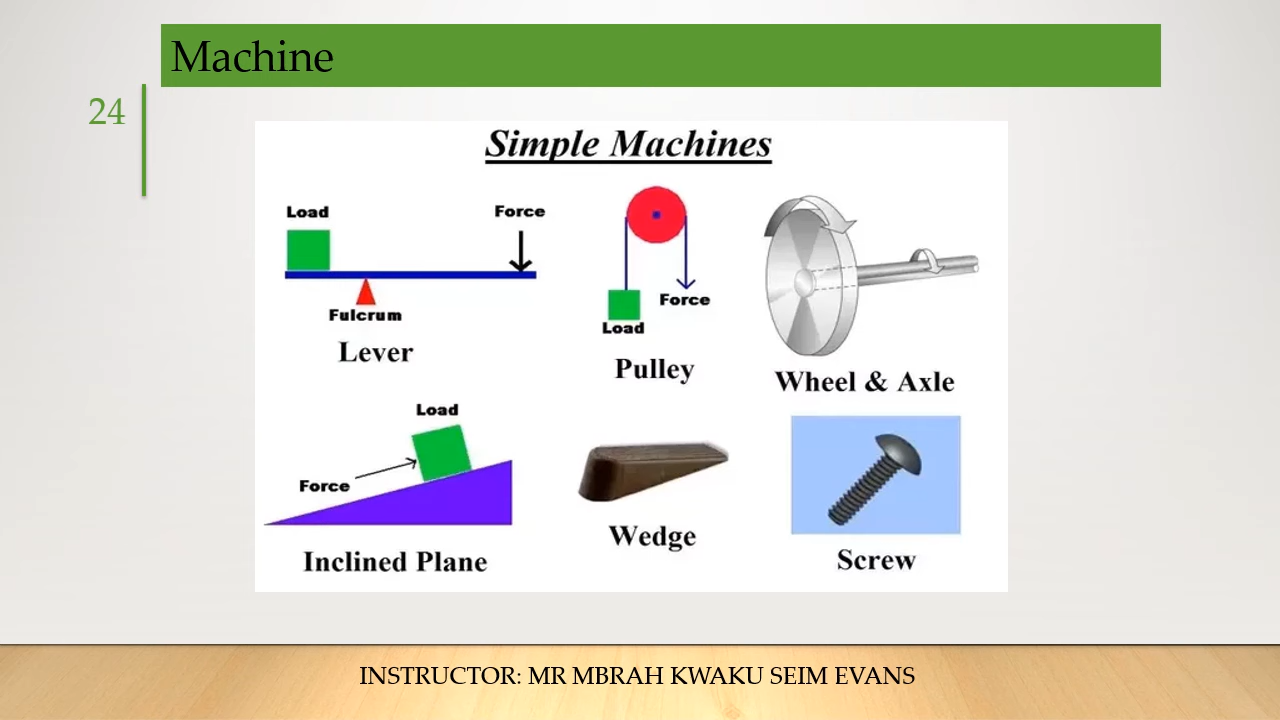 Machine
24
Simple Machines
Load
Force
Fulcrum
Lever
Load
Force
Pulley
Wheel & Axle
Load
Force
Inclined Plane
Wedge
Screw
INSTRUCTOR: MR MBRAH KWAKU SEIM EVANS